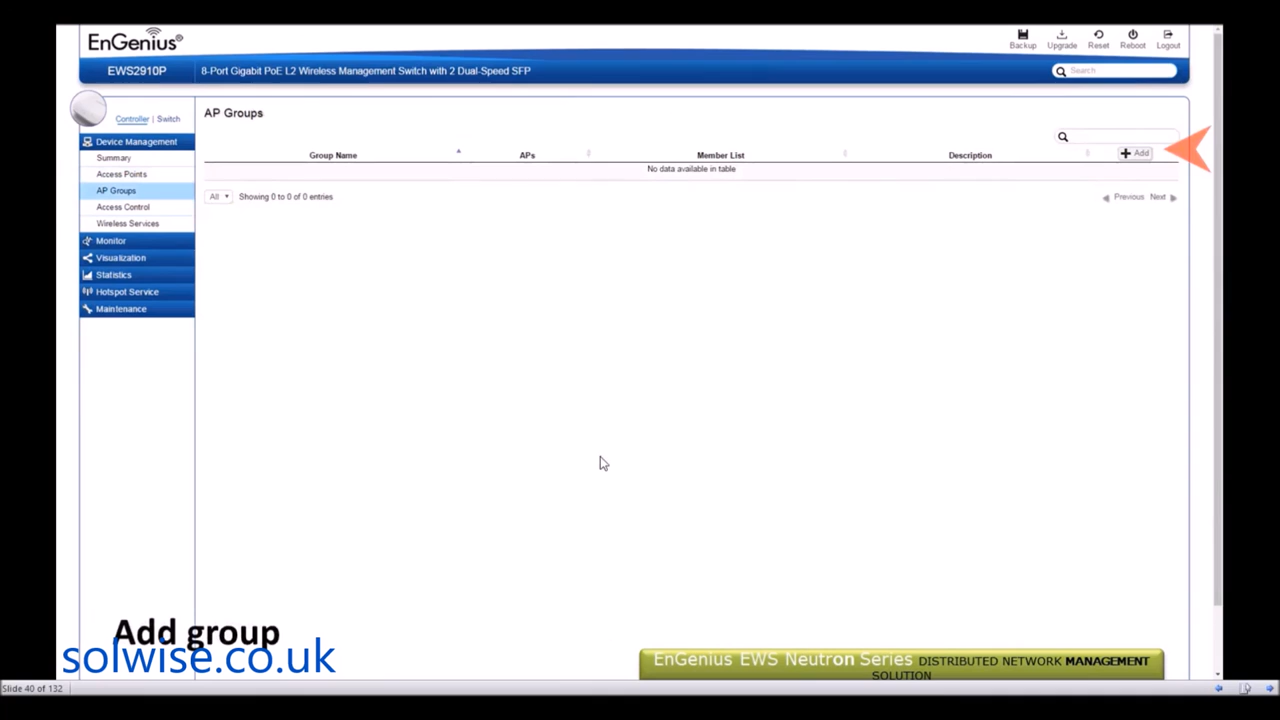 EnGenius®
Backup Upgrade Reset Reboot Logout
EWS2910P 8-Port Gigabit PoE L2 Wireless Management Switch with 2 Dual-Speed SFP
Search
Controller | Switch
AP Groups
Device Management
Summary
Access Points
AP Groups
Access Control
Wireless Services
Monitor
Visualization
Statistics
Hotspot Service
Maintenance
Group Name APs Member List Description Add
No data available in table
All Showing 0 to 0 of 0 entries Previous Next
Add group
solwise.co.uk
EnGenius EWS Neutron Series DISTRIBUTED NETWORK MANAGEMENT
SOLUTION
Slide 40 of 132